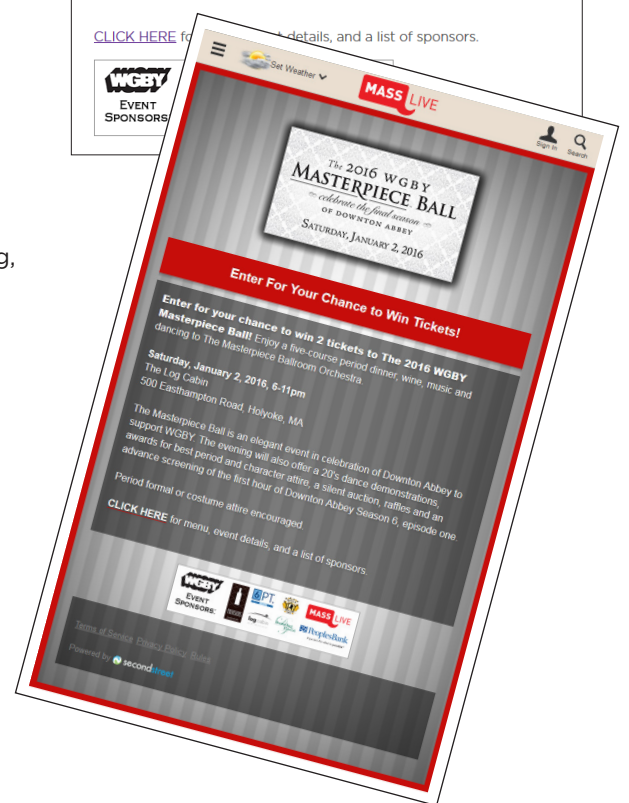 CLICK HERE fo details, and a list of sponsors.
WGBY
EVENT
SPONSORS
g,
Set Weather
MASS LIVE
Sign In
Search
The 2016 WGBY
MASTERPIECE BALL
celebrate the final season
OF DOWNTON ABBEY
SATURDAY, JANUARY 2, 2016
Enter For Your Chance to Win Tickets!
Enter for your chance to win 2 tickets to The 2016 WGBY
Masterpiece Ball! Enjoy a five-course period dinner, wine, music and
dancing to The Masterpiece Ballroom Orchestra.
Saturday, January 2, 2016, 6-11pm
The Log Cabin
500 Easthampton Road, Holyoke, MA
The Masterpiece Ball is an elegant event in celebration of Downton Abbey to
support WGBY. The evening will also offer a 20's dance demonstrations,
awards for best period and character attire, a silent auction, raffles and an
advance screening of the first hour of Downton Abbey Season 6, episode one.
Period formal or costume attire encouraged.
CLICK HERE for menu, event details, and a list of sponsors.
WGBY
EVENT
SPONSORS:
PT.
MASS LIVE
log cabin
PeoplesBank
Terms of Service Privacy Policy Rules
Powered by secondstreet